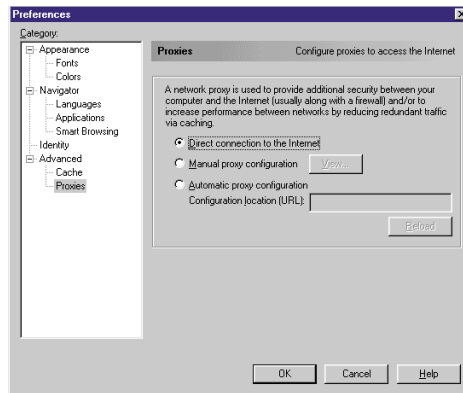 Preferences
Category:
Appearance
Fonts
Colors
Navigator
Languages
Applications
Smart Browsing
Identity
Advanced
Cache
Proxies
Proxies Configure proxies to access the Internet
A network proxy is used to provide additional security between your
computer and the Internet (usually along with a firewall) and/or to
increase performance between networks by reducing redundant traffic
via caching.
Direct connection to the Internet
Manual proxy configuration View...
Automatic proxy configuration
Configuration location (URL):
Reload
OK Cancel Help